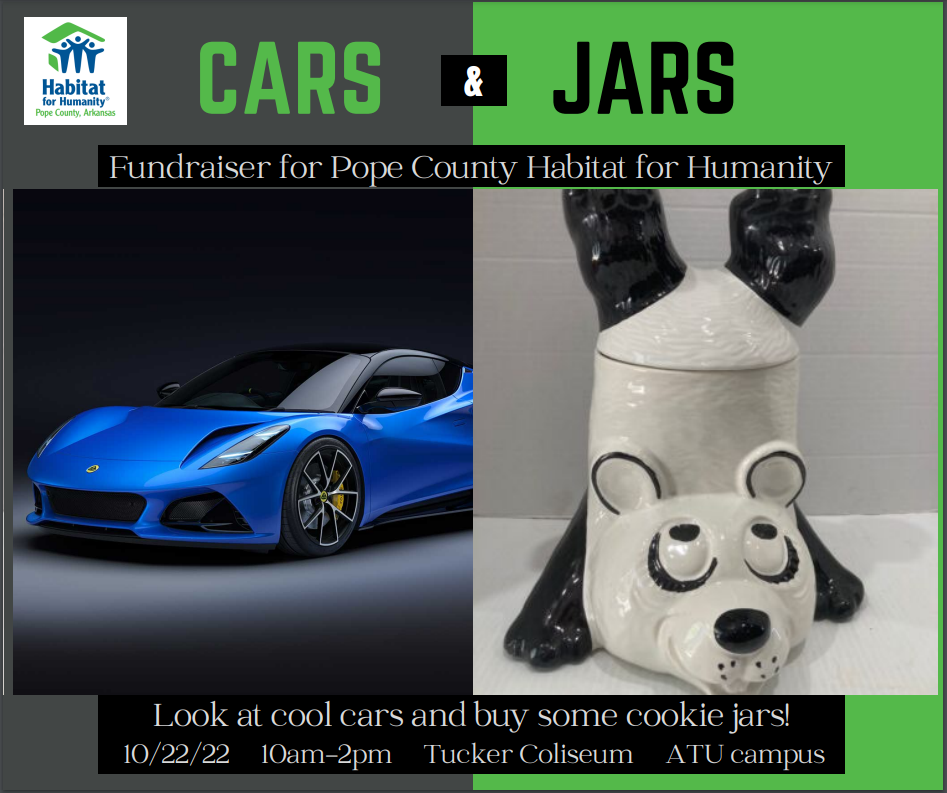 Habitat
for Humanity®
Pope County, Arkansas
CARS & JARS
Fundraiser for Pope County Habitat for Humanity
Look at cool cars and buy some cookie jars!
10/22/22 10am-2pm Tucker Coliseum ATU campus